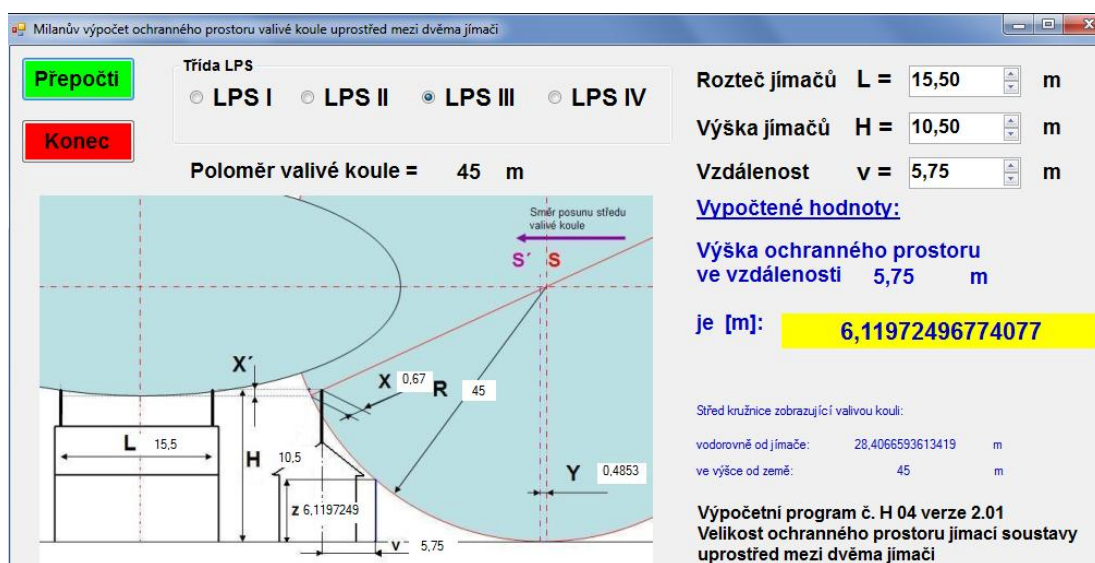 Milanův výpočet ochranného prostoru valivé koule uprostřed mezi dvěma jímači
Přepočti
Konec
Třída LPS
LPS I LPS II LPS III LPS IV
Poloměr valivé koule = 45 m
Rozteč jímačů L = 15,50 m
Výška jímačů H = 10,50 m
Vzdálenost v = 5,75 m
Vypočtené hodnoty:
Výška ochranného prostoru
ve vzdálenosti 5,75 m
je [m]: 6,11972496774077
Směr posunu středu
valivé koule
S´ S
X´
X 0,67
R 45
L 15,5
H 10,5
Y 0,4853
z 6,1197249
v 5,75
Střed kružnice zobrazující valivou kouli:
vodorovně od jímače: 28,4066593613419 m
ve výšce od země: 45 m
Výpočetní program č. H 04 verze 2.01
Velikost ochranného prostoru jímací soustavy
uprostřed mezi dvěma jímači